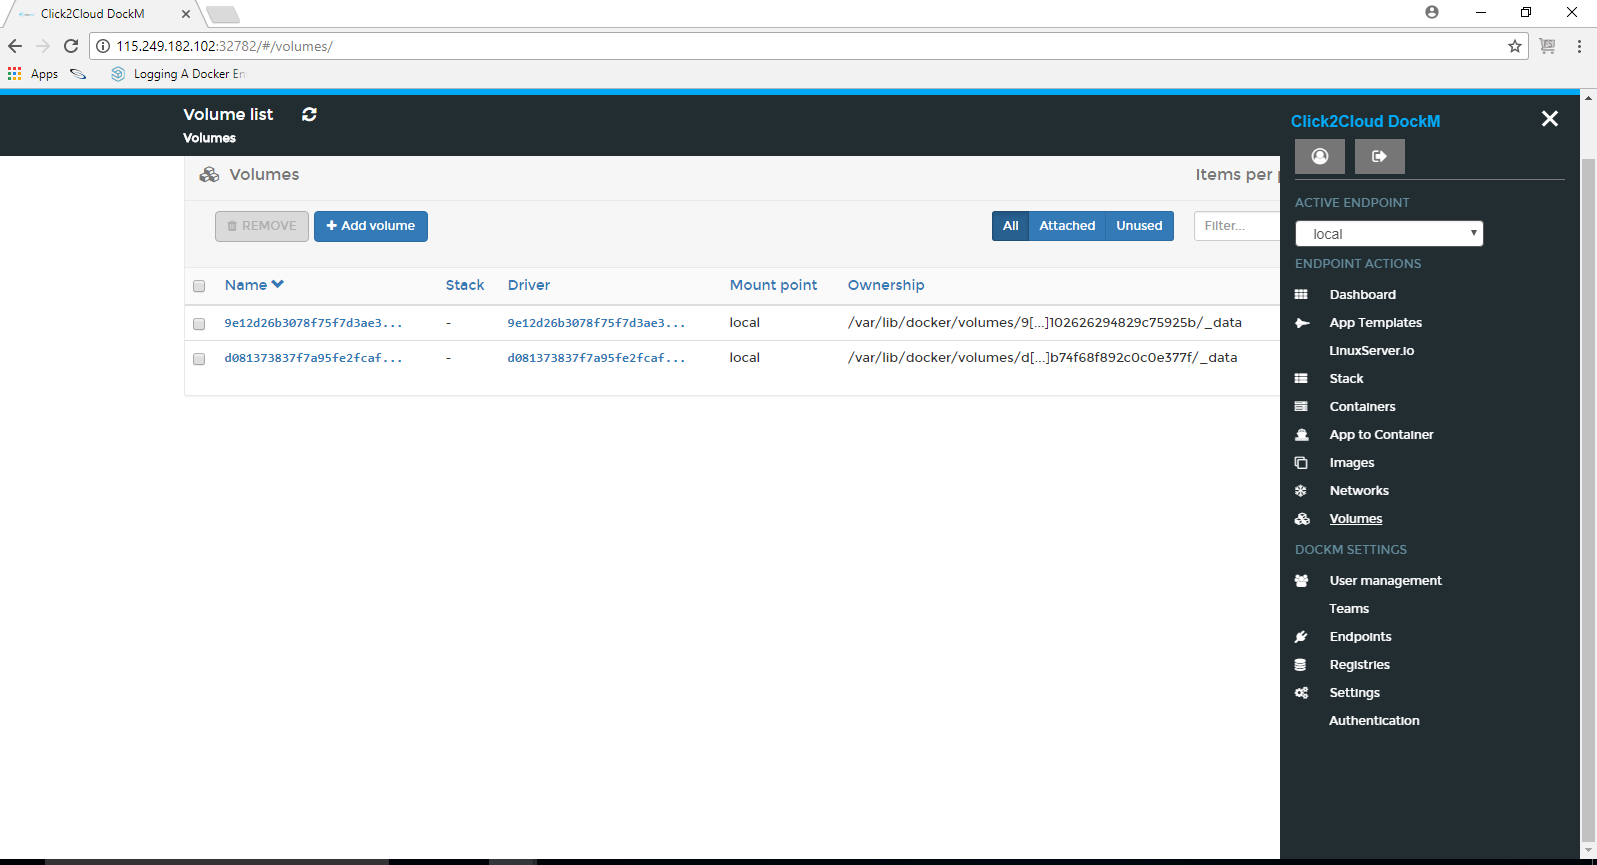 Click2Cloud DockM
115.249.182.102:32782/#/volumes/
Apps
Logging A Docker En
Volume list
Volumes
Volumes
Items per
REMOVE
Add volume
All
Attached
Unused
Filter...
Name
Stack
Driver
Mount point
Ownership
9e12d26b3078f75f7d3ae3...
-
9e12d26b3078f75f7d3ae3...
local
/var/lib/docker/volumes/9[...]102626294829c75925b/_data
d081373837f7a95fe2fcaf...
-
d081373837f7a95fe2fcaf...
local
/var/lib/docker/volumes/d[...]b74f68f892c0c0e377f/_data
Click2Cloud DockM
ACTIVE ENDPOINT
local
ENDPOINT ACTIONS
Dashboard
App Templates
LinuxServer.io
Stack
Containers
App to Container
Images
Networks
Volumes
DOCKM SETTINGS
User management
Teams
Endpoints
Registries
Settings
Authentication